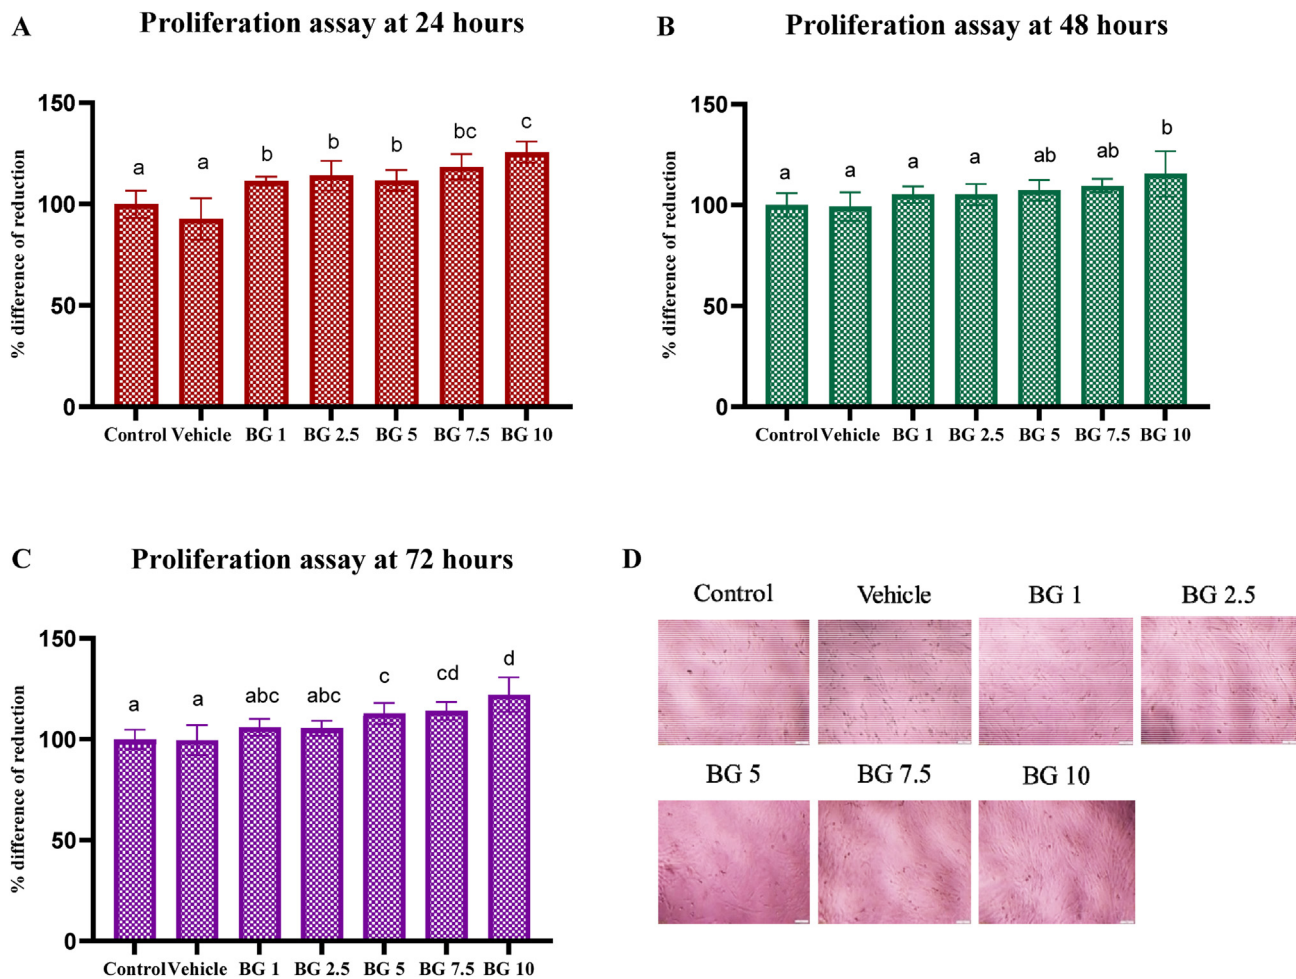 A
Proliferation assay at 24 hours
% difference of reduction
150
100
50
0
a
a
b
b
b
bc
c
Control Vehicle BG 1 BG 2.5 BG 5 BG 7.5 BG 10
B
Proliferation assay at 48 hours
% difference of reduction
150
100
50
0
a
a
a
a
ab
ab
b
Control Vehicle BG 1 BG 2.5 BG 5 BG 7.5 BG 10
C
Proliferation assay at 72 hours
% difference of reduction
150
100
50
0
a
a
abc
abc
c
cd
d
Control Vehicle BG 1 BG 2.5 BG 5 BG 7.5 BG 10
D
Control Vehicle BG 1 BG 2.5
BG 5 BG 7.5 BG 10